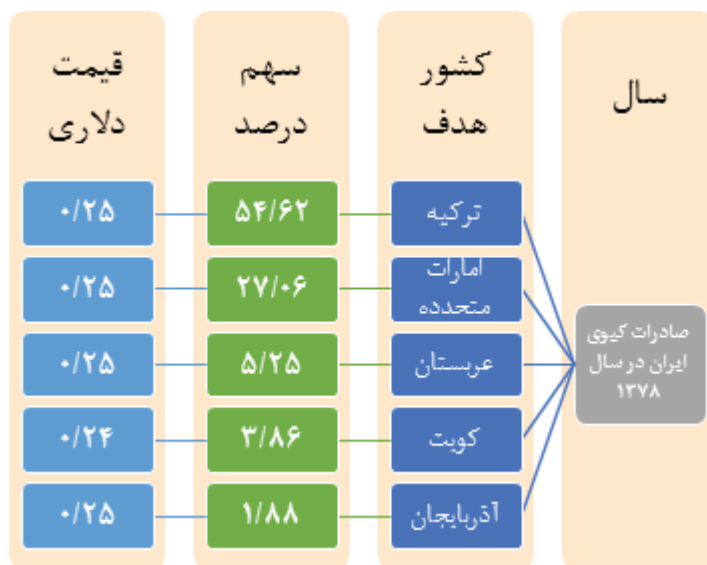 سال
کشور
هدف
سهم
درصد
قیمت
دلاری
صادرات کیوی
ایران در سال
۱۳۷۸
ترکیه
۵۴/۶۲
۰/۲۵
امارات
متحدده
۲۷/۰۶
۰/۲۵
عربستان
۵/۲۵
۰/۲۵
کویت
۳/۸۶
۰/۲۴
آذربایجان
۱/۸۸
۰/۲۵